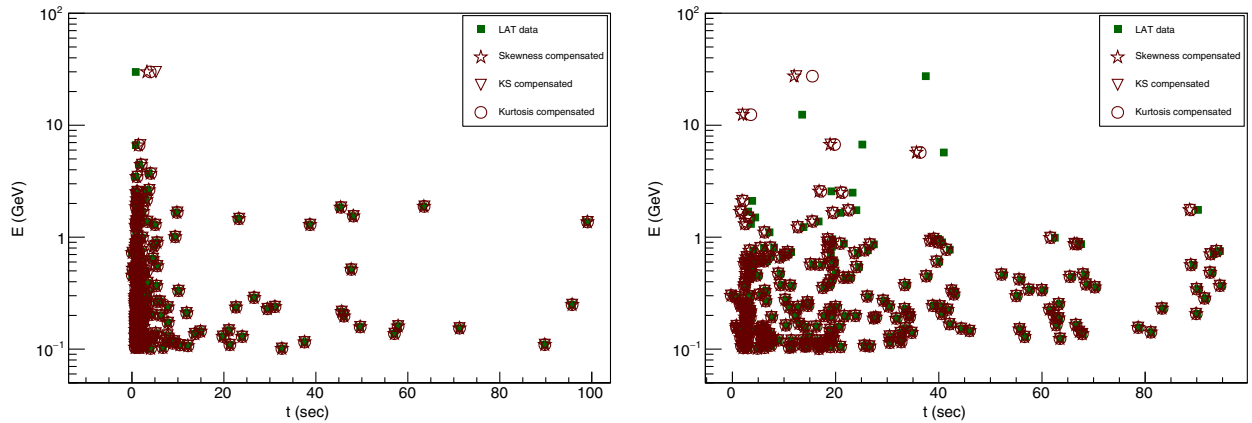 10²
10
1
10⁻¹
E (GeV)
0 20 40 60 80 100
t (sec)
LAT data
Skewness compensated
KS compensated
Kurtosis compensated
10²
10
1
10⁻¹
E (GeV)
0 20 40 60 80
t (sec)
LAT data
Skewness compensated
KS compensated
Kurtosis compensated